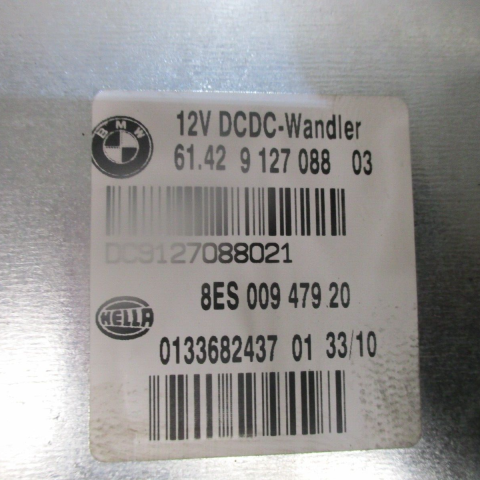 BMW
12V DCDC-Wandler
61.42 9 127 088 03
DC9127088021
8ES 009 479 20
HELLA
0133682437 01 33/10